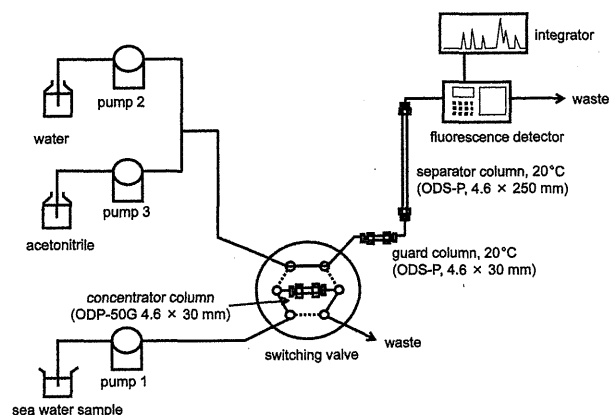 integrator
pump 2
waste
water
fluorescence detector
separator column, 20°C
(ODS-P, 4.6 × 250 mm)
pump 3
acetonitrile
guard column, 20°C
(ODS-P, 4.6 × 30 mm)
concentrator column
(ODP-50G 4.6 × 30 mm)
waste
switching valve
pump 1
sea water sample